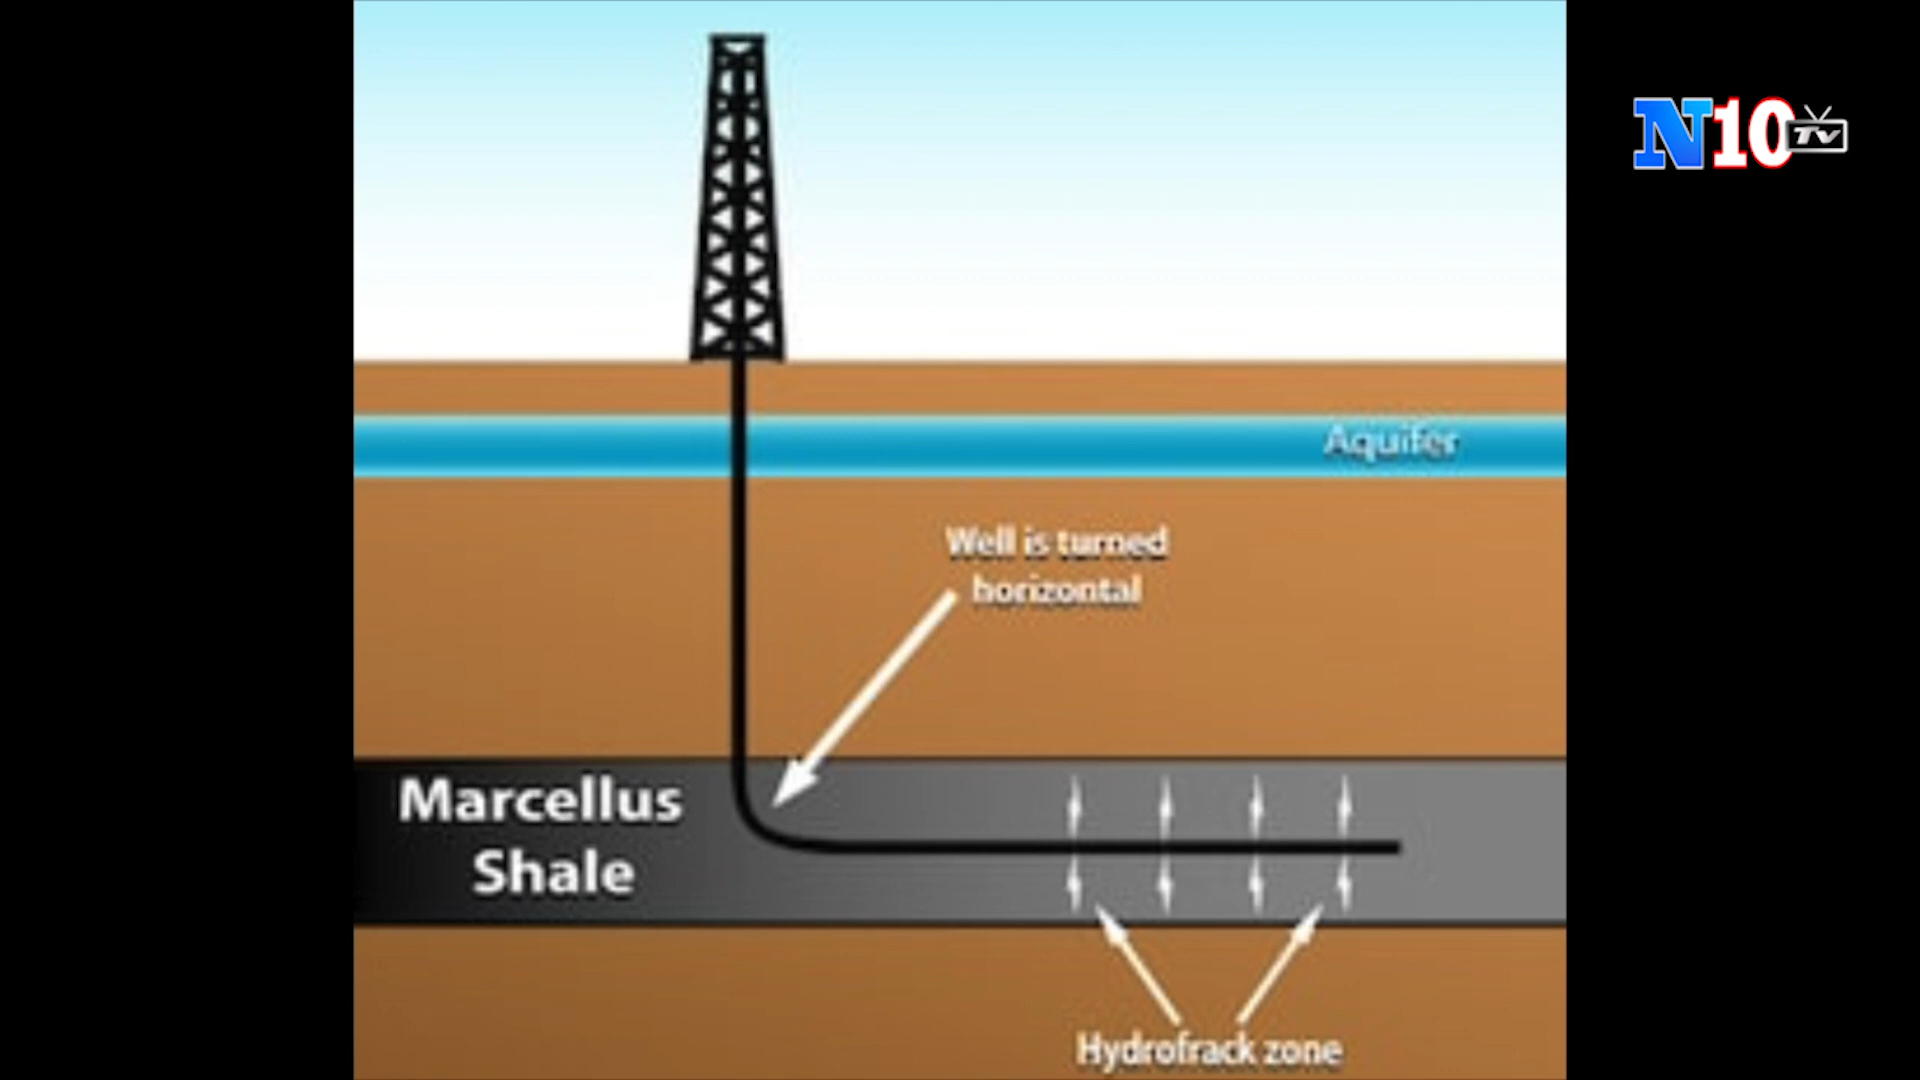 N10 TV
Aquifer
Well is turned
horizontal
Marcellus
Shale
Hydrofrack zone